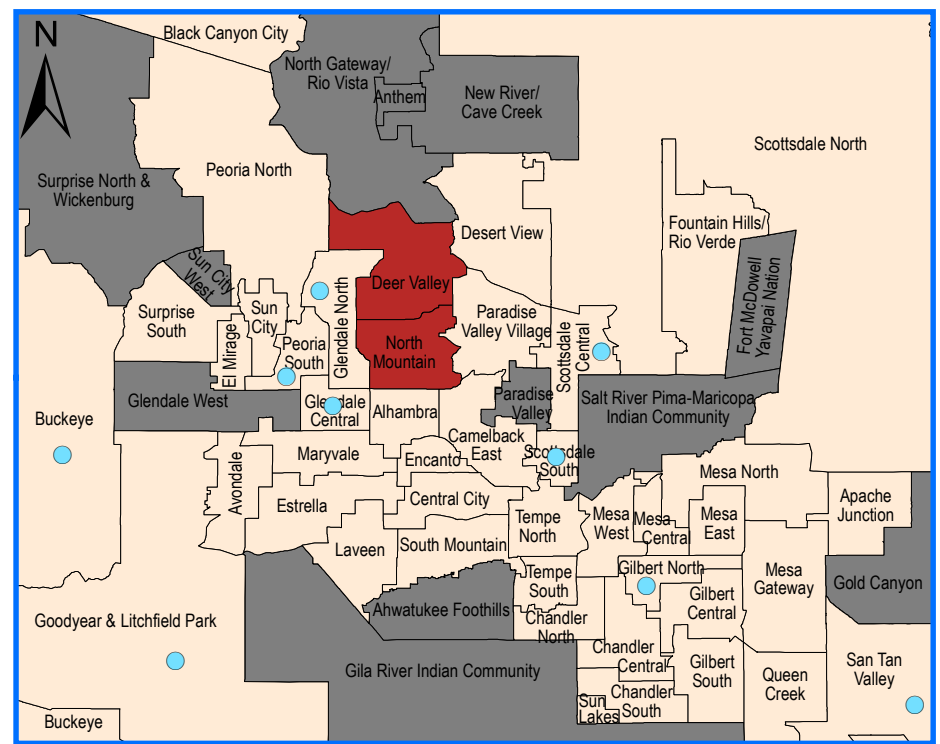 N
Black Canyon City
North Gateway/
Rio Vista
Anthem
New River/
Cave Creek
Scottsdale North
Peoria North
Surprise North &
Wickenburg
Fountain Hills/
Rio Verde
Desert View
Sun City
West
Deer Valley
Fort McDowell
Yavapai Nation
Glendale North
Sun
City
Surprise
South
Paradise
Valley Village
Scottsdale
Central
El Mirage
Peoria
South
North
Mountain
Paradise
Valley
Salt River Pima-Maricopa
Indian Community
Glendale West
Glendale
Central
Alhambra
Buckeye
Camelback
East
Scottsdale
South
Maryvale
Encanto
Avondale
Mesa North
Estrella
Central City
Apache
Junction
Tempe
North
Mesa
West
Mesa
Central
Mesa
East
Laveen
South Mountain
Gilbert North
Mesa
Gateway
Gold Canyon
Tempe
South
Ahwatukee Foothills
Gilbert
Central
Goodyear & Litchfield Park
Chandler
North
Chandler
Central
Gila River Indian Community
Gilbert
South
San Tan
Valley
Queen
Creek
Sun
Lakes
Chandler
South
Buckeye